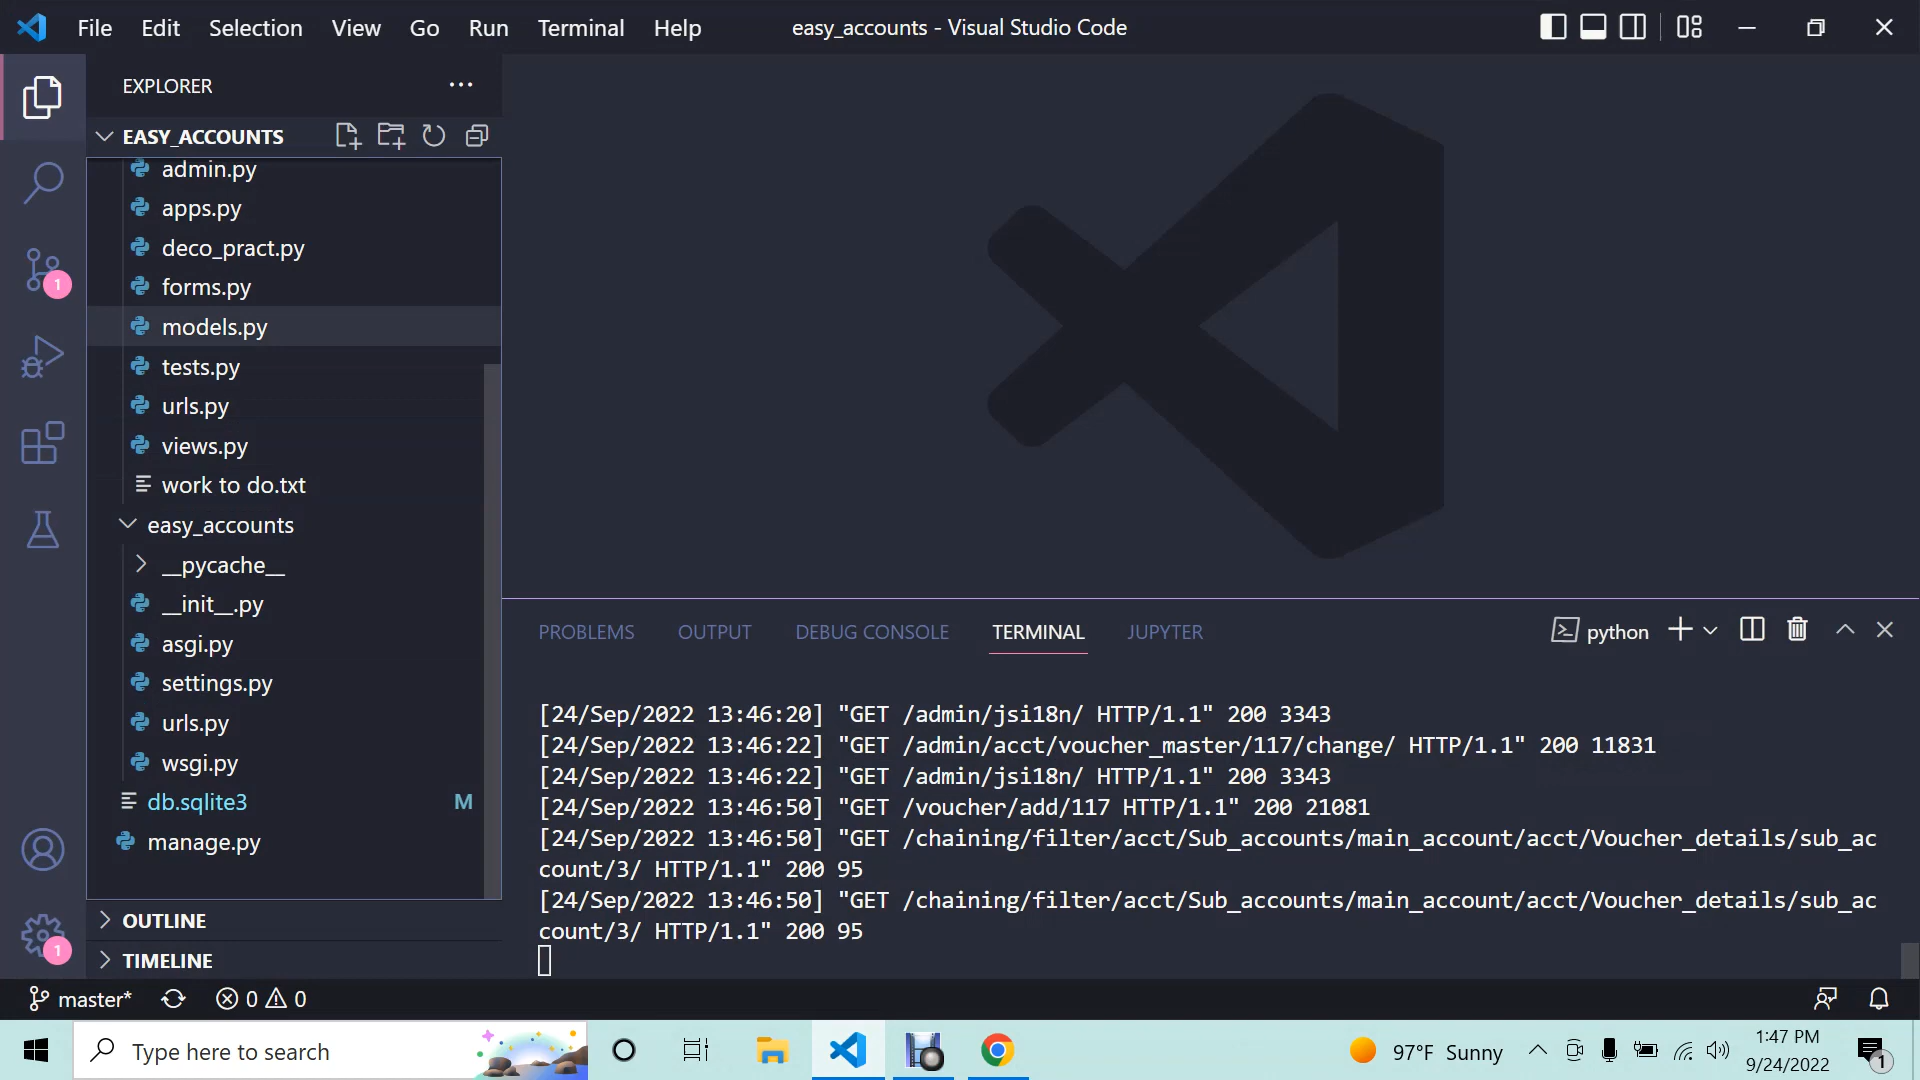 File Edit Selection View Go Run Terminal Help easy_accounts - Visual Studio Code
EXPLORER
EASY_ACCOUNTS
admin.py
apps.py
deco_pract.py
forms.py
models.py
tests.py
urls.py
views.py
work to do.txt
easy_accounts
__pycache__
__init__.py
asgi.py
settings.py
urls.py
wsgi.py
db.sqlite3 M
manage.py
OUTLINE
TIMELINE
1
1
PROBLEMS OUTPUT DEBUG CONSOLE TERMINAL JUPYTER python
[24/Sep/2022 13:46:20] "GET /admin/jsi18n/ HTTP/1.1" 200 3343
[24/Sep/2022 13:46:22] "GET /admin/acct/voucher_master/117/change/ HTTP/1.1" 200 11831
[24/Sep/2022 13:46:22] "GET /admin/jsi18n/ HTTP/1.1" 200 3343
[24/Sep/2022 13:46:50] "GET /voucher/add/117 HTTP/1.1" 200 21081
[24/Sep/2022 13:46:50] "GET /chaining/filter/acct/Sub_accounts/main_account/acct/Voucher_details/sub_ac
count/3/ HTTP/1.1" 200 95
[24/Sep/2022 13:46:50] "GET /chaining/filter/acct/Sub_accounts/main_account/acct/Voucher_details/sub_ac
count/3/ HTTP/1.1" 200 95
master* 0 0
Type here to search
97°F Sunny
1:47 PM
9/24/2022
1